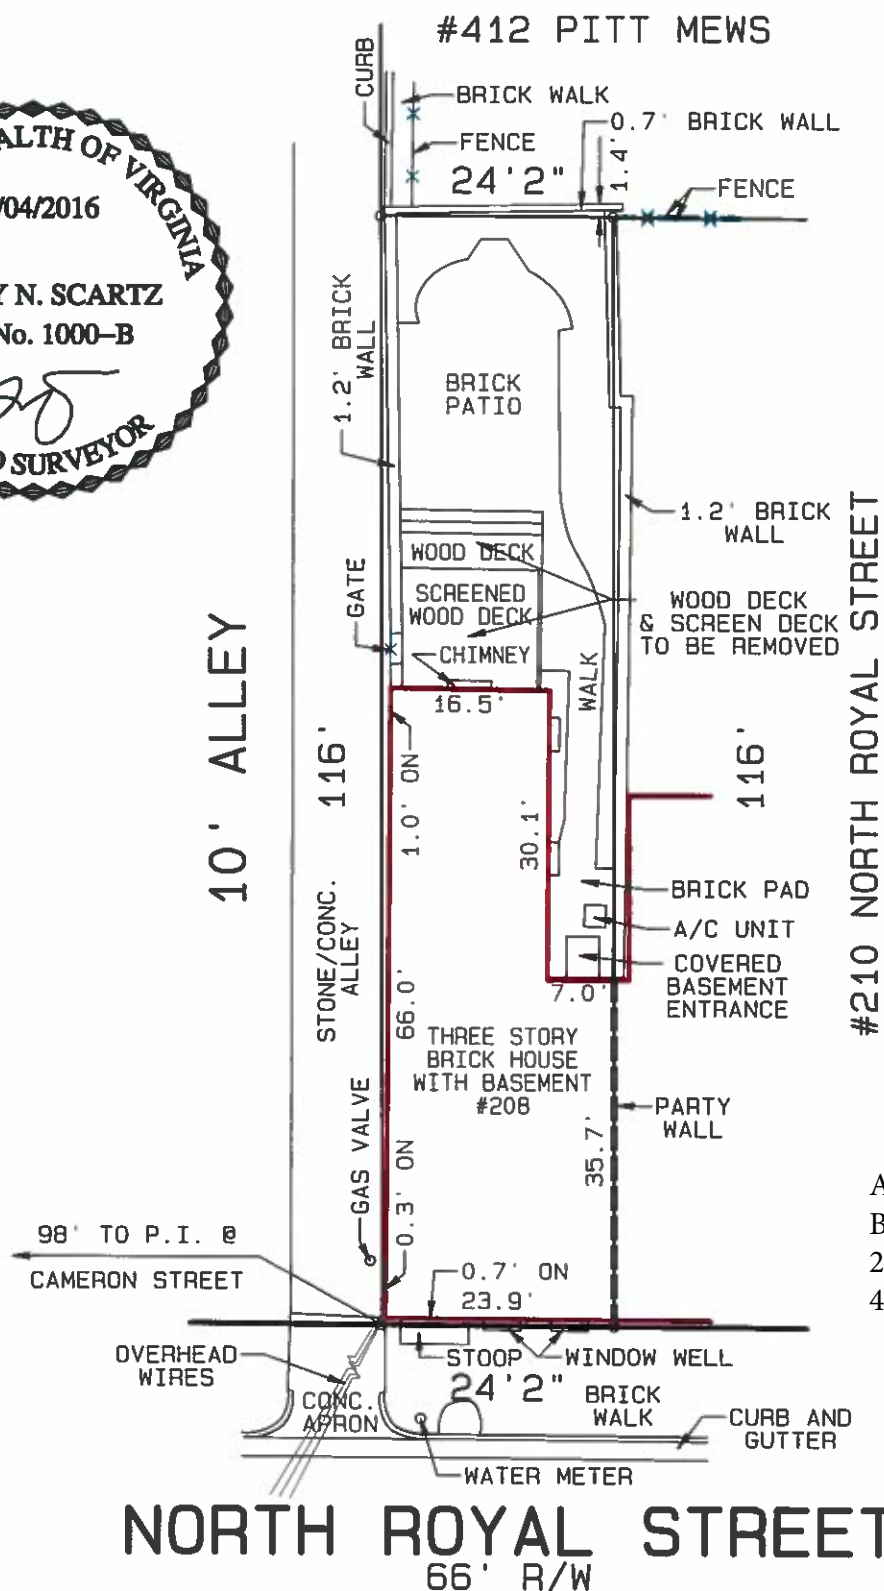 #412 PITT MEWS
CURB
BRICK WALK
FENCE
0.7' BRICK WALL
24'2"
1.4'
FENCE
ALTH OF VIRGINIA
/04/2016
Y N. SCARTZ
No. 1000-B
SURVEYOR
1.2' BRICK
WALL
BRICK
PATIO
1.2' BRICK
WALL
WOOD DECK
SCREENED
WOOD DECK
GATE
WOOD DECK
& SCREEN DECK
TO BE REMOVED
CHIMNEY
16.5'
WALK
10' ALLEY
116'
1.0' ON
30.1'
116'
#210 NORTH ROYAL STREET
BRICK PAD
A/C UNIT
COVERED
BASEMENT
ENTRANCE
7.0'
STONE/CONC.
ALLEY
66.0'
THREE STORY
BRICK HOUSE
WITH BASEMENT
#208
PARTY
WALL
35.7'
GAS VALVE
0.3' ON
98' TO P.I. @
CAMERON STREET
0.7' ON
23.9'
A
B
2
4
OVERHEAD
WIRES
STOOP
WINDOW WELL
24'2"
BRICK
WALK
CONC.
APRON
CURB AND
GUTTER
WATER METER
NORTH ROYAL STREET
66' R/W